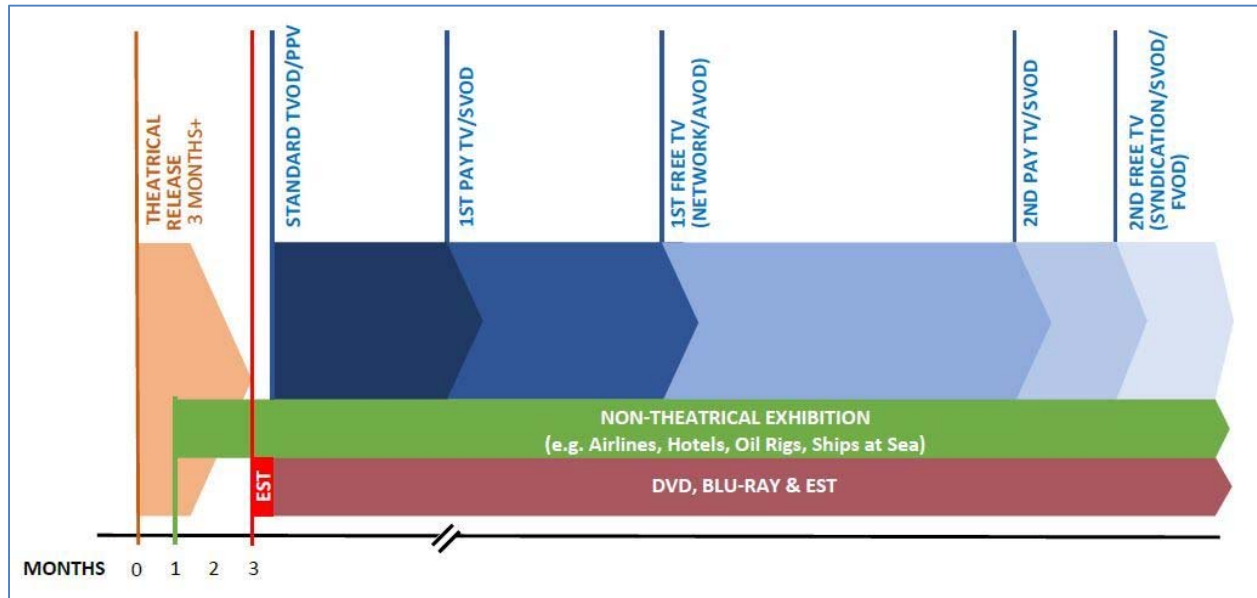 THEATRICAL
RELEASE
3 MONTHS+
STANDARD TVOD/PPV
1ST PAY TV/SVOD
1ST FREE TV
(NETWORK/AVOD)
2ND PAY TV/SVOD
2ND FREE TV
(SYNDICATION/SVOD/
FVOD)
NON-THEATRICAL EXHIBITION
(e.g. Airlines, Hotels, Oil Rigs, Ships at Sea)
EST
DVD, BLU-RAY & EST
MONTHS 0 1 2 3